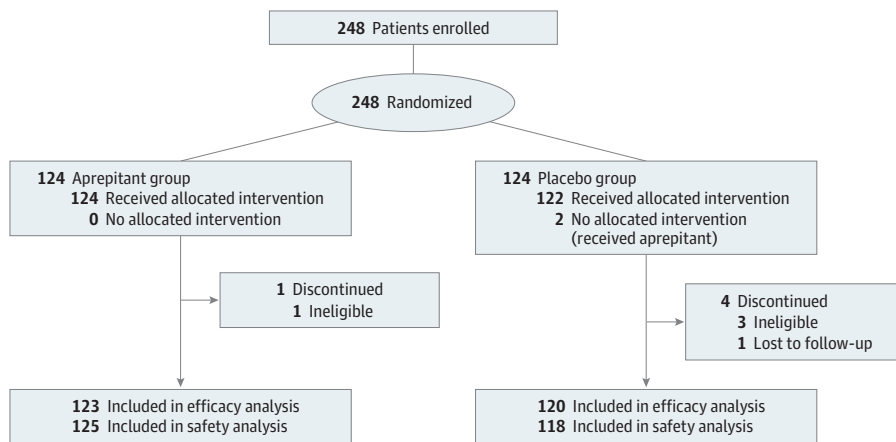 248 Patients enrolled
248 Randomized
124 Aprepitant group
124 Received allocated intervention
0 No allocated intervention
124 Placebo group
122 Received allocated intervention
2 No allocated intervention
(received aprepitant)
1 Discontinued
1 Ineligible
4 Discontinued
3 Ineligible
1 Lost to follow-up
123 Included in efficacy analysis
125 Included in safety analysis
120 Included in efficacy analysis
118 Included in safety analysis